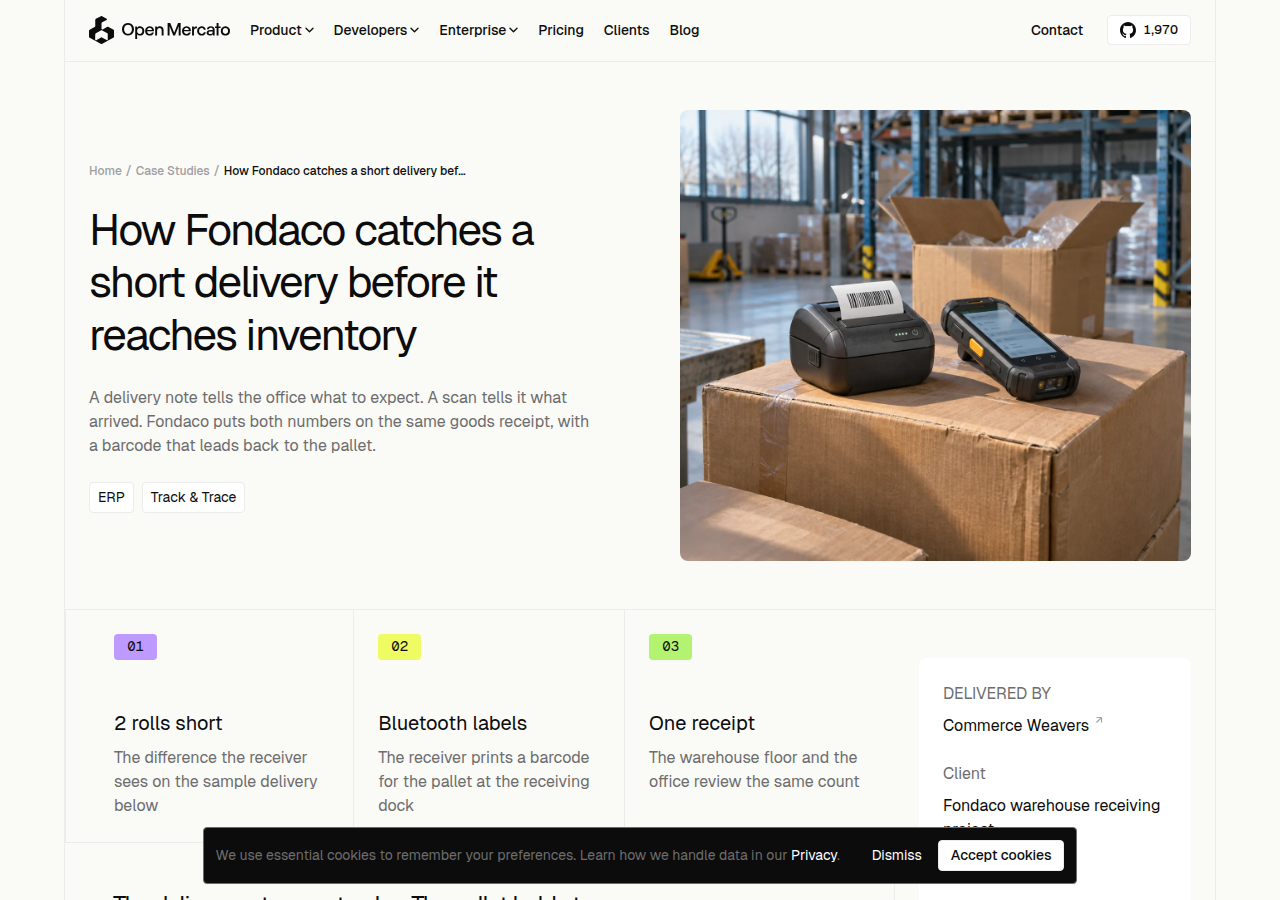 Open Mercato
Product
Developers
Enterprise
Pricing
Clients
Blog
Contact
1,970
Home / Case Studies / How Fondaco catches a short delivery bef...
How Fondaco catches a
short delivery before it
reaches inventory
A delivery note tells the office what to expect. A scan tells it what
arrived. Fondaco puts both numbers on the same goods receipt, with
a barcode that leads back to the pallet.
ERP
Track & Trace
01
2 rolls short
The difference the receiver
sees on the sample delivery
below
02
Bluetooth labels
The receiver prints a barcode
for the pallet at the receiving
dock
03
One receipt
The warehouse floor and the
office review the same count
DELIVERED BY
Commerce Weavers
Client
Fondaco warehouse receiving
We use essential cookies to remember your preferences. Learn how we handle data in our Privacy.
Dismiss
Accept cookies